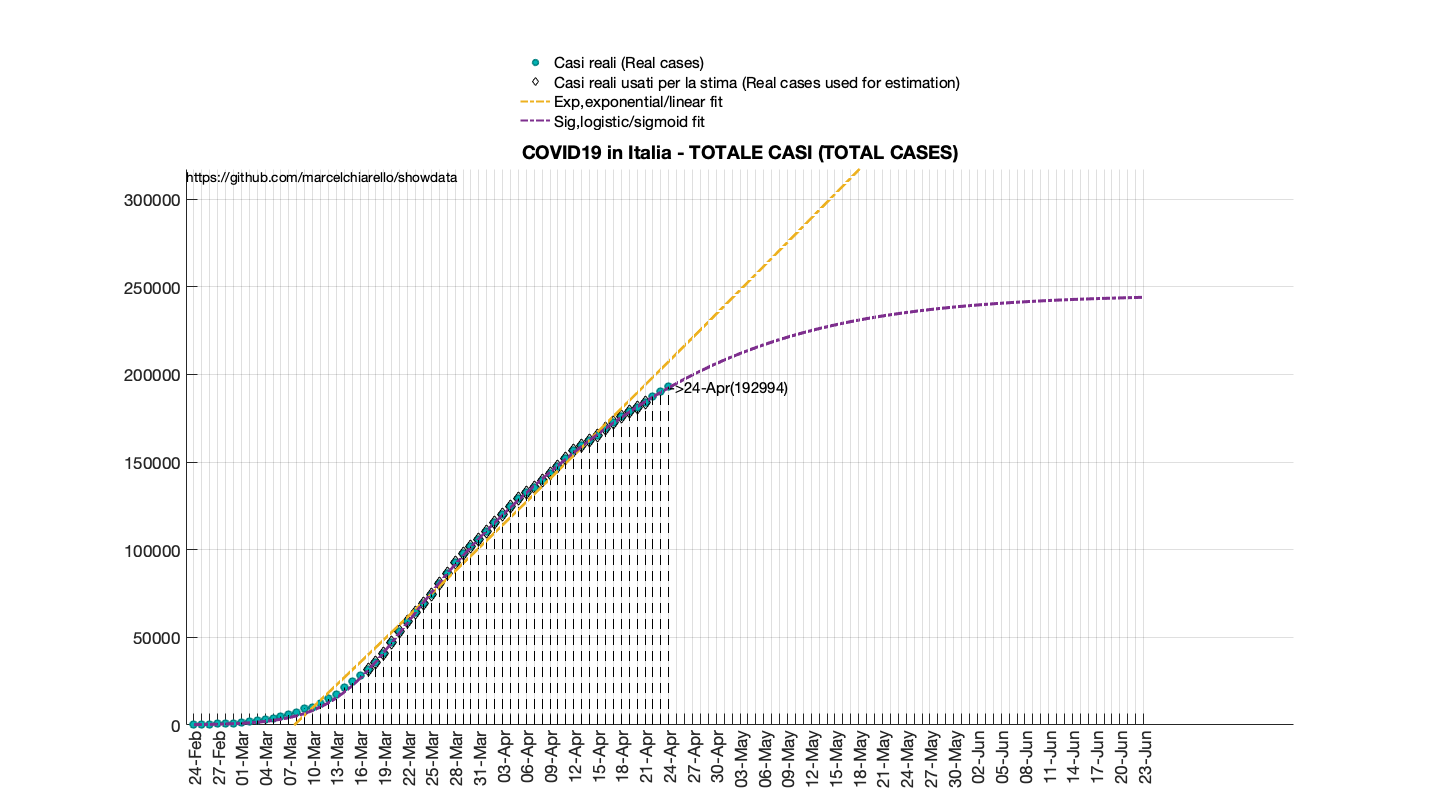 Casi reali (Real cases)
Casi reali usati per la stima (Real cases used for estimation)
Exp,exponential/linear fit
Sig,logistic/sigmoid fit
COVID19 in Italia - TOTALE CASI (TOTAL CASES)
https://github.com/marcelchiarello/showdata
300000
250000
200000
150000
100000
50000
0
->24-Apr(192994)
24-Feb
27-Feb
01-Mar
04-Mar
07-Mar
10-Mar
13-Mar
16-Mar
19-Mar
22-Mar
25-Mar
28-Mar
31-Mar
03-Apr
06-Apr
09-Apr
12-Apr
15-Apr
18-Apr
21-Apr
24-Apr
27-Apr
30-Apr
03-May
06-May
09-May
12-May
15-May
18-May
21-May
24-May
27-May
30-May
02-Jun
05-Jun
08-Jun
11-Jun
14-Jun
17-Jun
20-Jun
23-Jun